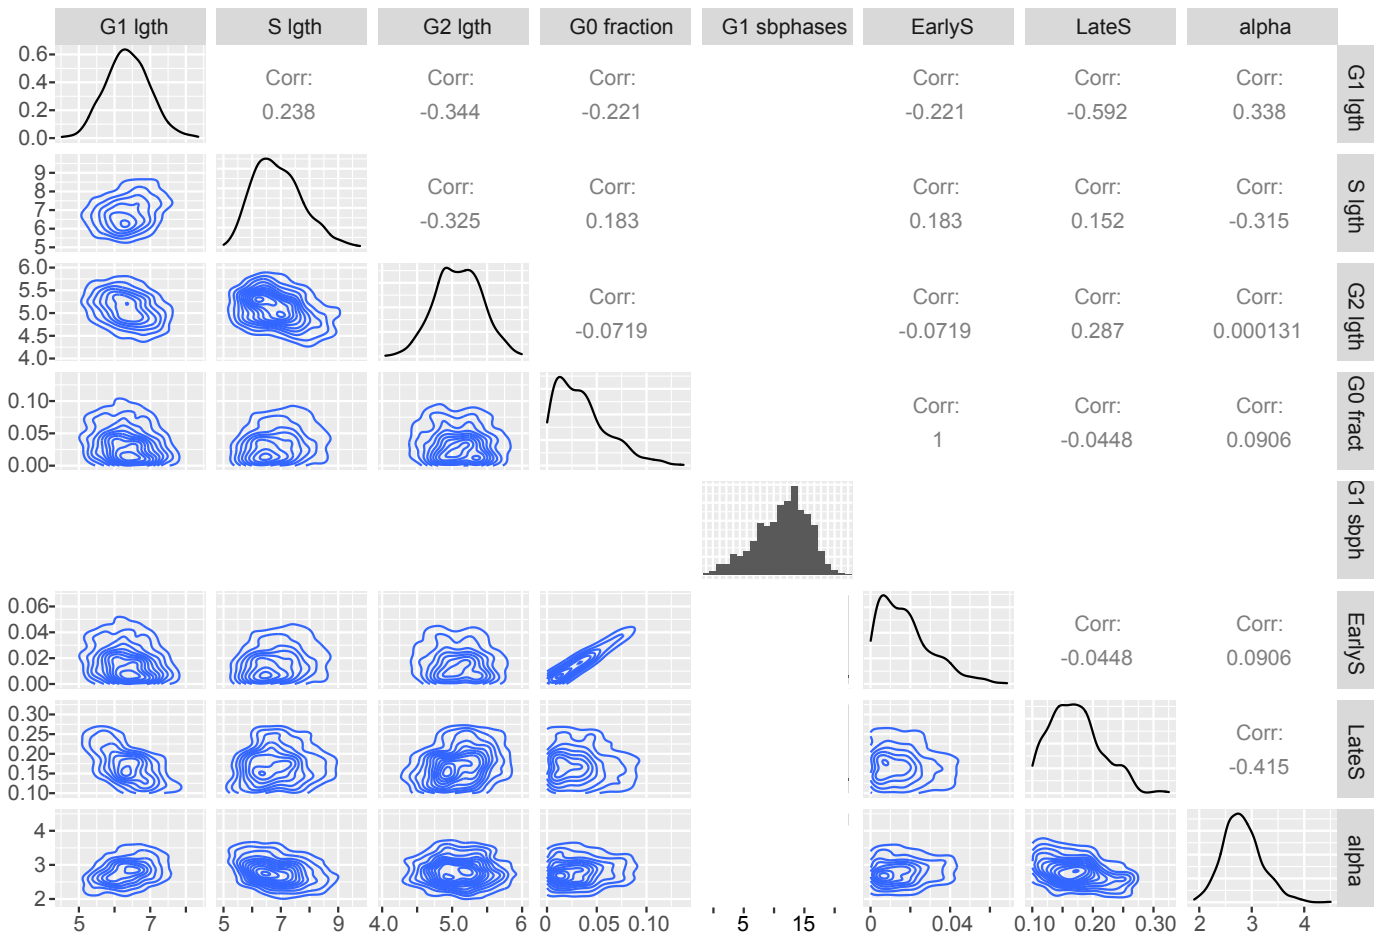 G1 lgth S lgth G2 lgth G0 fraction G1 sbphases EarlyS LateS alpha
0.6
0.4
0.2
0.0
Corr: Corr: Corr: Corr: Corr: Corr:
0.238 -0.344 -0.221 -0.221 -0.592 0.338
G1 lgth
9
8
7
6
5
Corr: Corr: Corr: Corr: Corr:
-0.325 0.183 0.183 0.152 -0.315
S lgth
6.0
5.5
5.0
4.5
4.0
Corr: Corr: Corr: Corr:
-0.0719 -0.0719 0.287 0.000131
G2 lgth
0.10
0.05
0.00
Corr: Corr: Corr:
1 -0.0448 0.0906
G0 fract
G1 sbph
0.06
0.04
0.02
0.00
Corr: Corr:
-0.0448 0.0906
EarlyS
0.30
0.25
0.20
0.15
0.10
Corr:
-0.415
LateS
4
3
2
alpha
5 7 5 7 9 4.0 5.0 6 0 0.05 0.10 5 15 0 0.04 0.10 0.20 0.30 2 3 4